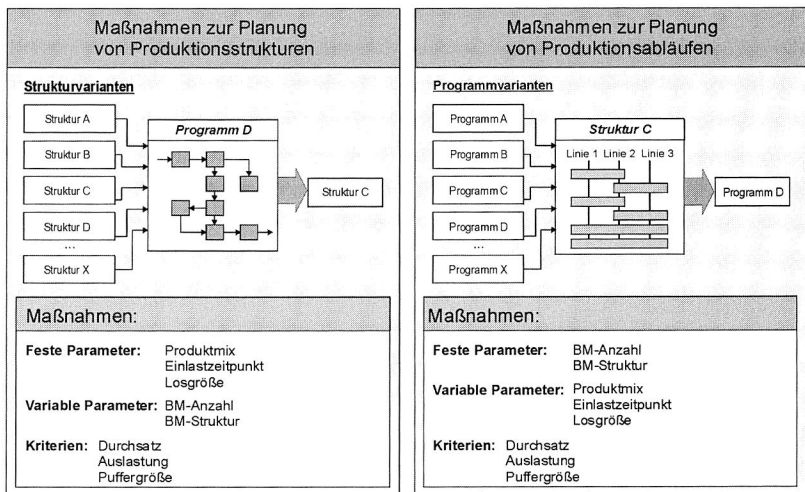 Maßnahmen zur Planung
von Produktionsstrukturen
Strukturvarianten
Struktur A
Struktur B
Struktur C
Struktur D
...
Struktur X
Programm D
Struktur C
Maßnahmen:
Feste Parameter: Produktmix
Einlastzeitpunkt
Losgröße
Variable Parameter: BM-Anzahl
BM-Struktur
Kriterien: Durchsatz
Auslastung
Puffergröße
Maßnahmen zur Planung
von Produktionsabläufen
Programmvarianten
Programm A
Programm B
Programm C
Programm D
...
Programm X
Struktur C
Linie 1 Linie 2 Linie 3
Programm D
Maßnahmen:
Feste Parameter: BM-Anzahl
BM-Struktur
Variable Parameter: Produktmix
Einlastzeitpunkt
Losgröße
Kriterien: Durchsatz
Auslastung
Puffergröße